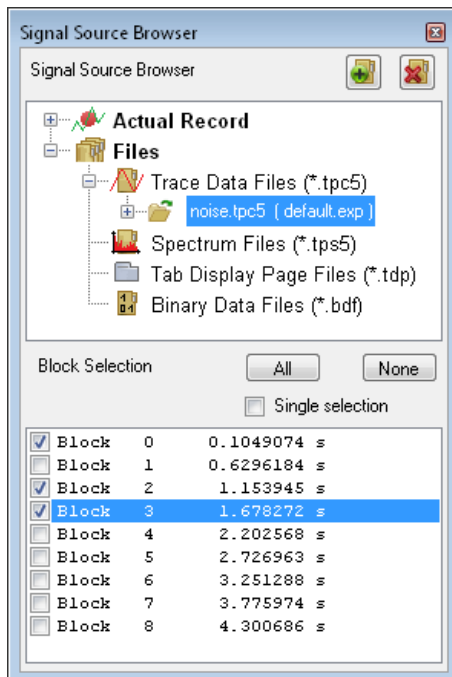 Signal Source Browser
Signal Source Browser
Actual Record
Files
Trace Data Files (*.tpc5)
noise.tpc5 ( default.exp )
Spectrum Files (*.tps5)
Tab Display Page Files (*.tdp)
Binary Data Files (*.bdf)
Block Selection All None
Single selection
Block 0 0.1049074 s
Block 1 0.6296184 s
Block 2 1.153945 s
Block 3 1.678272 s
Block 4 2.202568 s
Block 5 2.726963 s
Block 6 3.251288 s
Block 7 3.775974 s
Block 8 4.300686 s